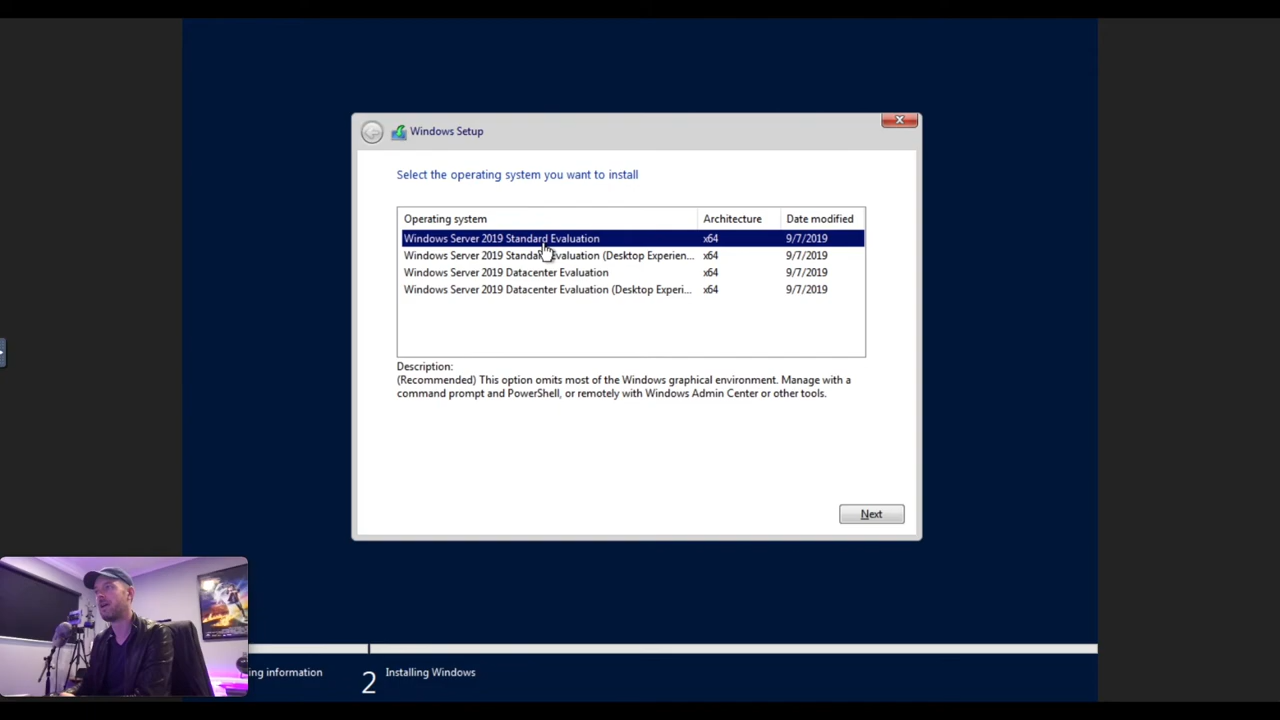 Windows Setup
Select the operating system you want to install
Operating system Architecture Date modified
Windows Server 2019 Standard Evaluation x64 9/7/2019
Windows Server 2019 Standard Evaluation (Desktop Experien... x64 9/7/2019
Windows Server 2019 Datacenter Evaluation x64 9/7/2019
Windows Server 2019 Datacenter Evaluation (Desktop Experi... x64 9/7/2019
Description:
(Recommended) This option omits most of the Windows graphical environment. Manage with a
command prompt and PowerShell, or remotely with Windows Admin Center or other tools.
Next
ing information
2 Installing Windows